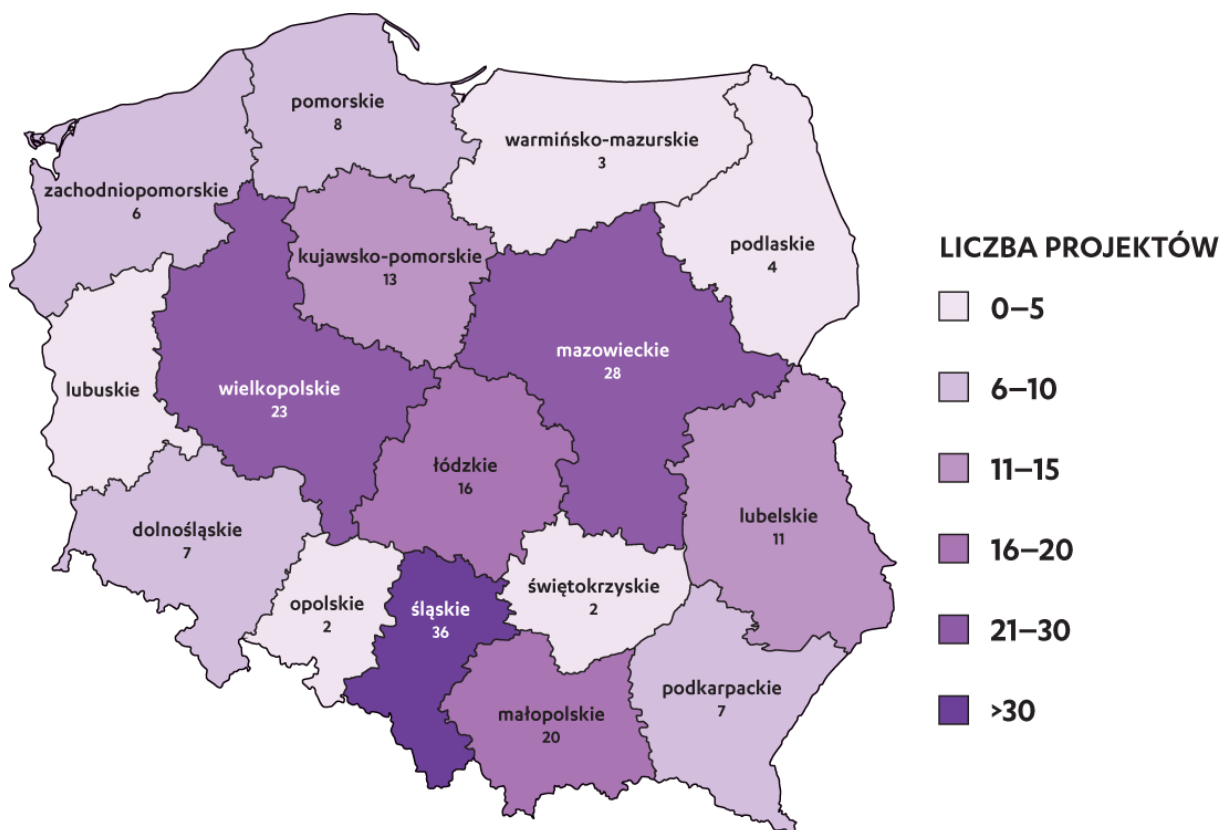 pomorskie
8
warmińsko-mazurskie
3
zachodniopomorskie
6
podlaskie
4
kujawsko-pomorskie
13
mazowieckie
28
lubuskie
wielkopolskie
23
łódzkie
16
lubelskie
11
dolnośląskie
7
opolskie
2
śląskie
36
świętokrzyskie
2
małopolskie
20
podkarpackie
7
LICZBA PROJEKTÓW
0–5
6–10
11–15
16–20
21–30
>30